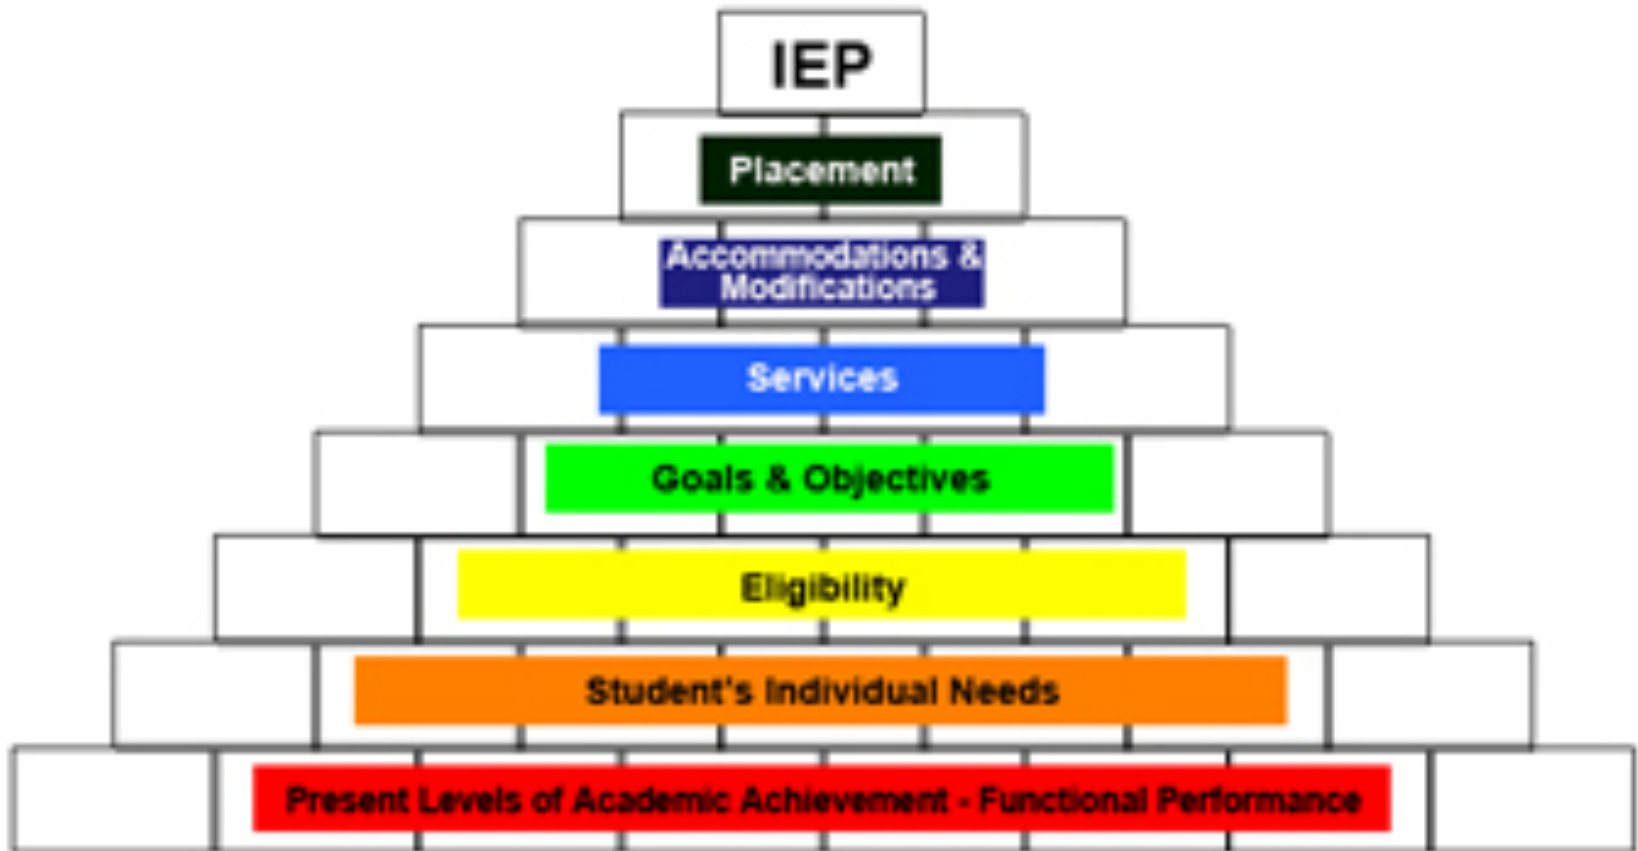 IEP
Placement
Accommodations &
Modifications
Services
Goals & Objectives
Eligibility
Student's Individual Needs
Present Levels of Academic Achievement - Functional Performance